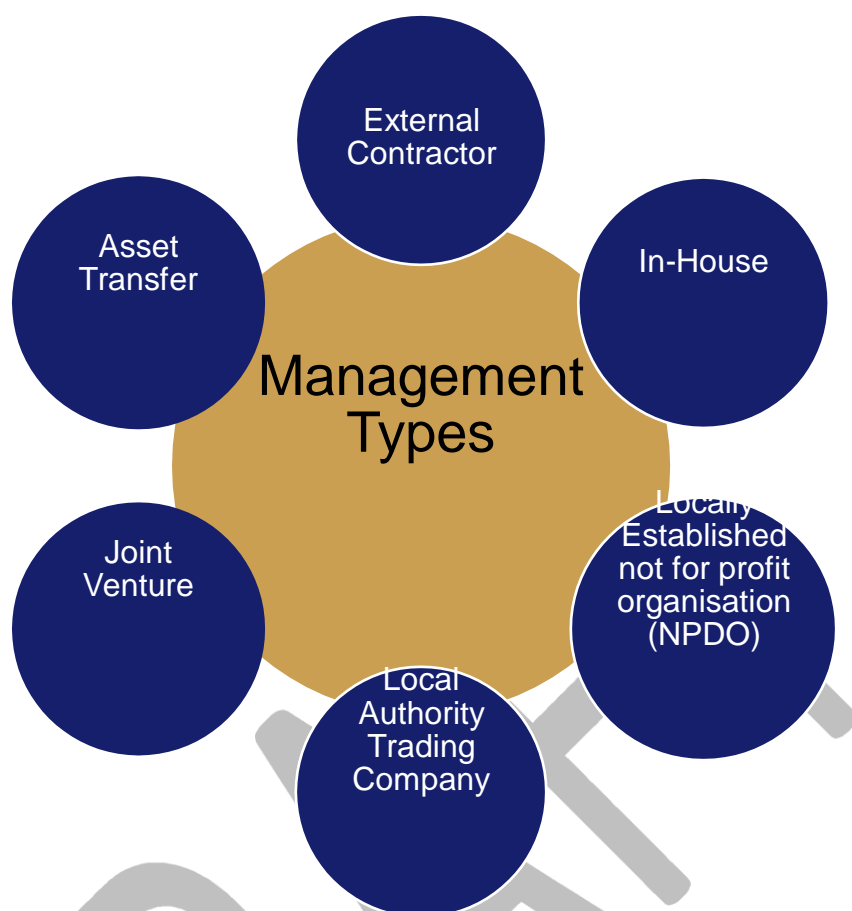 External
Contractor
In-House
Locally
Established
not for profit
organisation
(NPDO)
Local
Authority
Trading
Company
Joint
Venture
Asset
Transfer
Management
Types